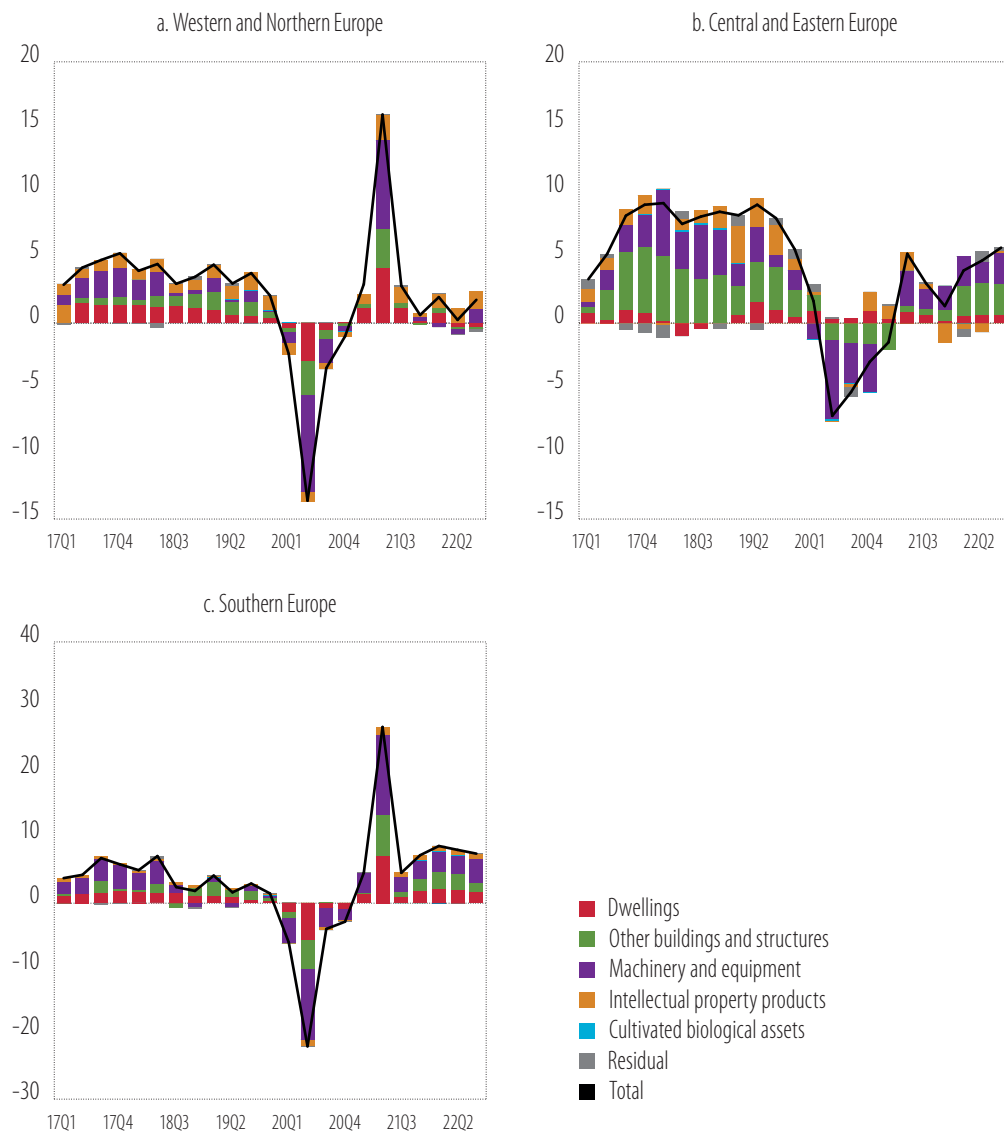 a. Western and Northern Europe
20
15
10
5
0
-5
-10
-15
17Q1 17Q4 18Q3 19Q2 20Q1 20Q4 21Q3 22Q2
b. Central and Eastern Europe
20
15
10
5
0
-5
-10
-15
17Q1 17Q4 18Q3 19Q2 20Q1 20Q4 21Q3 22Q2
c. Southern Europe
40
30
20
10
0
-10
-20
-30
17Q1 17Q4 18Q3 19Q2 20Q1 20Q4 21Q3 22Q2
Dwellings
Other buildings and structures
Machinery and equipment
Intellectual property products
Cultivated biological assets
Residual
Total